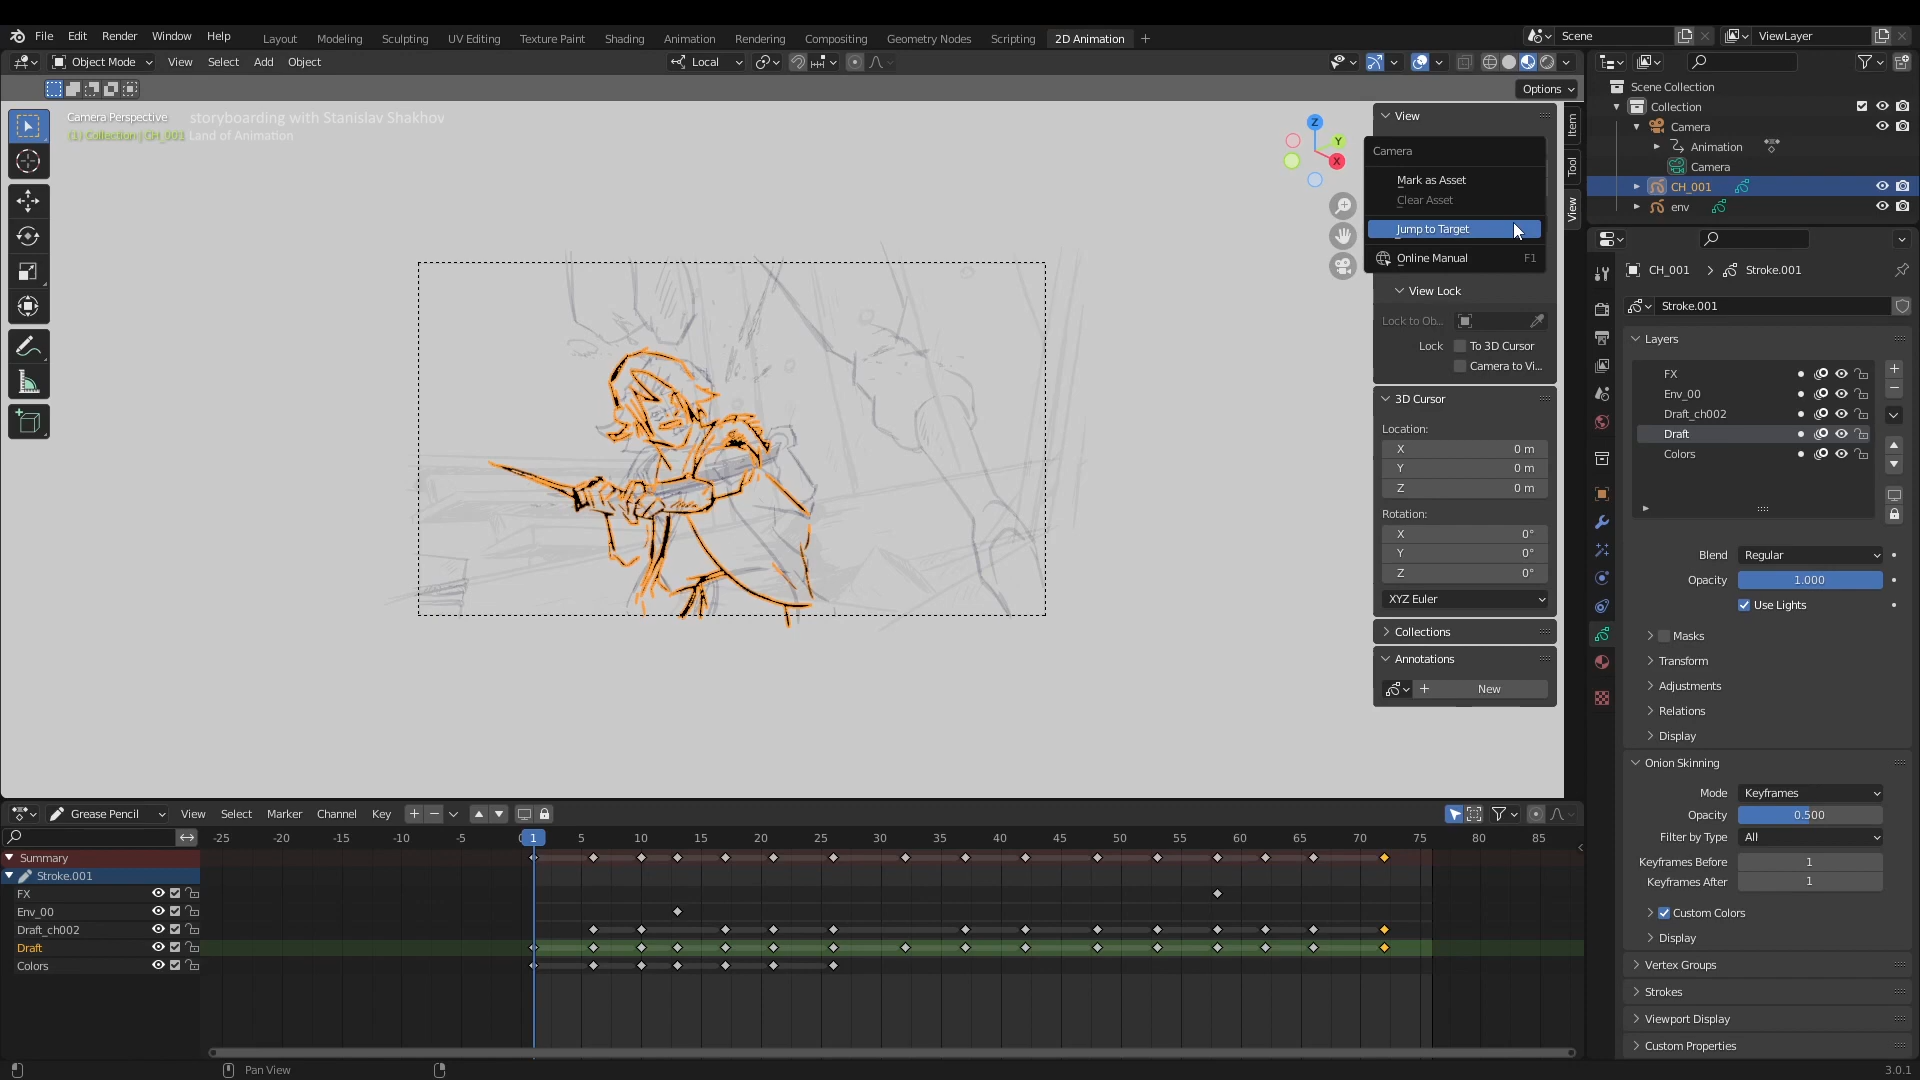 File Edit Render Window Help
Layout Modeling Sculpting UV Editing Texture Paint Shading Animation Rendering Compositing Geometry Nodes Scripting 2D Animation
Scene
ViewLayer
Object Mode View Select Add Object
Local
Options
Camera Perspective
(1) Collection | CH_001
storyboarding with Stanislav Shakhov
Land of Animation
Z
Y
X
View
Camera
Mark as Asset
Clear Asset
Jump to Target
Online Manual F1
View Lock
Lock to Ob...
Lock To 3D Cursor
Camera to Vi...
3D Cursor
Location:
X 0 m
Y 0 m
Z 0 m
Rotation:
X 0°
Y 0°
Z 0°
XYZ Euler
Collections
Annotations
New
Item
Tool
View
Scene Collection
Collection
Camera
Animation
Camera
CH_001
env
CH_001 Stroke.001
Stroke.001
Layers
FX
Env_00
Draft_ch002
Draft
Colors
Blend Regular
Opacity 1.000
Use Lights
Masks
Transform
Adjustments
Relations
Display
Onion Skinning
Mode Keyframes
Opacity 0.500
Filter by Type All
Keyframes Before 1
Keyframes After 1
Custom Colors
Display
Vertex Groups
Strokes
Viewport Display
Custom Properties
Grease Pencil View Select Marker Channel Key
-25 -20 -15 -10 -5 1 5 10 15 20 25 30 35 40 45 50 55 60 65 70 75 80 85
Summary
Stroke.001
FX
Env_00
Draft_ch002
Draft
Colors
Pan View
3.0.1